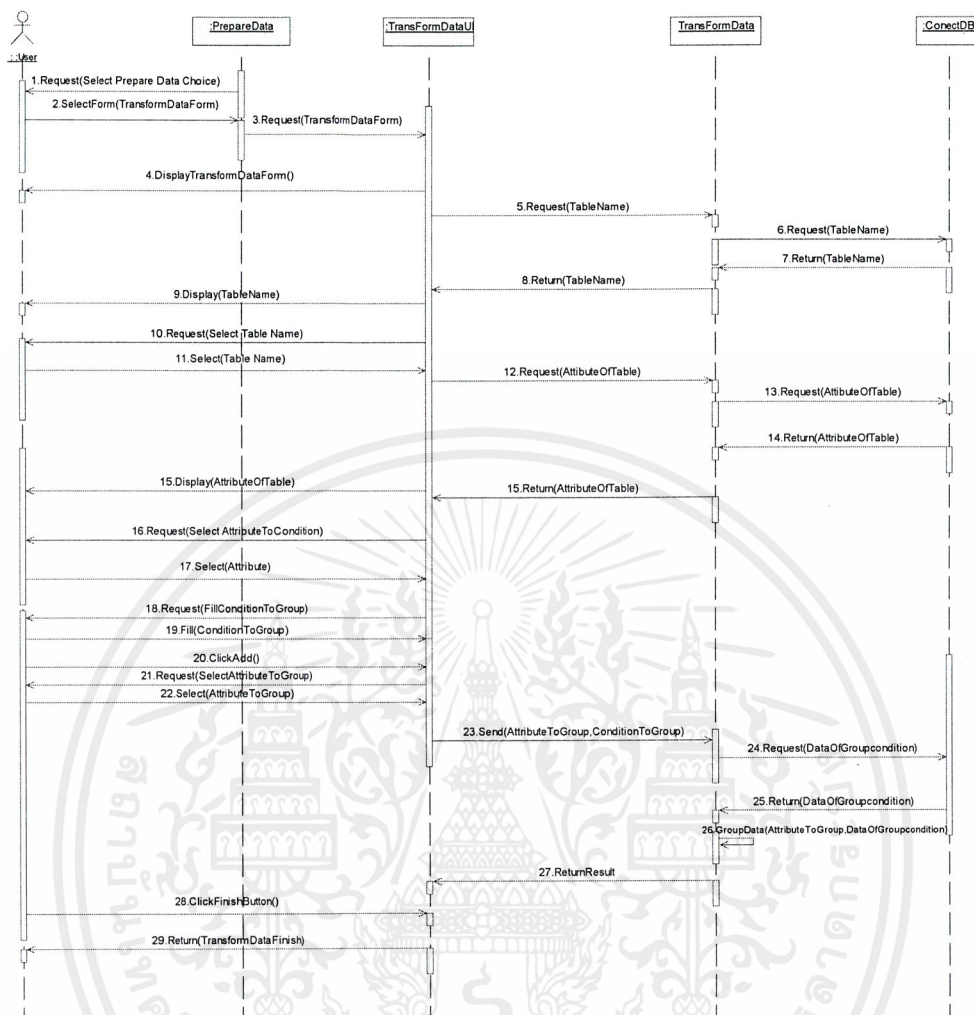 :PrepareData
:TransFormDataUI
TransFormData
:ConectDB
: :User
1.Request(Select Prepare Data Choice)
2.SelectForm(TransformDataForm)
3.Request(TransformDataForm)
4.DisplayTransformDataForm()
5.Request(TableName)
6.Request(TableName)
7.Return(TableName)
8.Return(TableName)
9.Display(TableName)
10.Request(Select Table Name)
11.Select(Table Name)
12.Request(AttibuteOfTable)
13.Request(AttibuteOfTable)
14.Return(AttributeOfTable)
15.Display(AttributeOfTable)
15.Return(AttributeOfTable)
16.Request(Select AttributeToCondition)
17.Select(Attribute)
18.Request(FillConditionToGroup)
19.Fill(ConditionToGroup)
20.ClickAdd()
21.Request(SelectAttributeToGroup)
22.Select(AttributeToGroup)
23.Send(AttributeToGroup,ConditionToGroup)
24.Request(DataOfGroupcondition)
25.Return(DataOfGroupcondition)
26.GroupData(AttributeToGroup,DataOfGroupcondition)
27.ReturnResult
28.ClickFinishButton()
29.Return(TransformDataFinish)